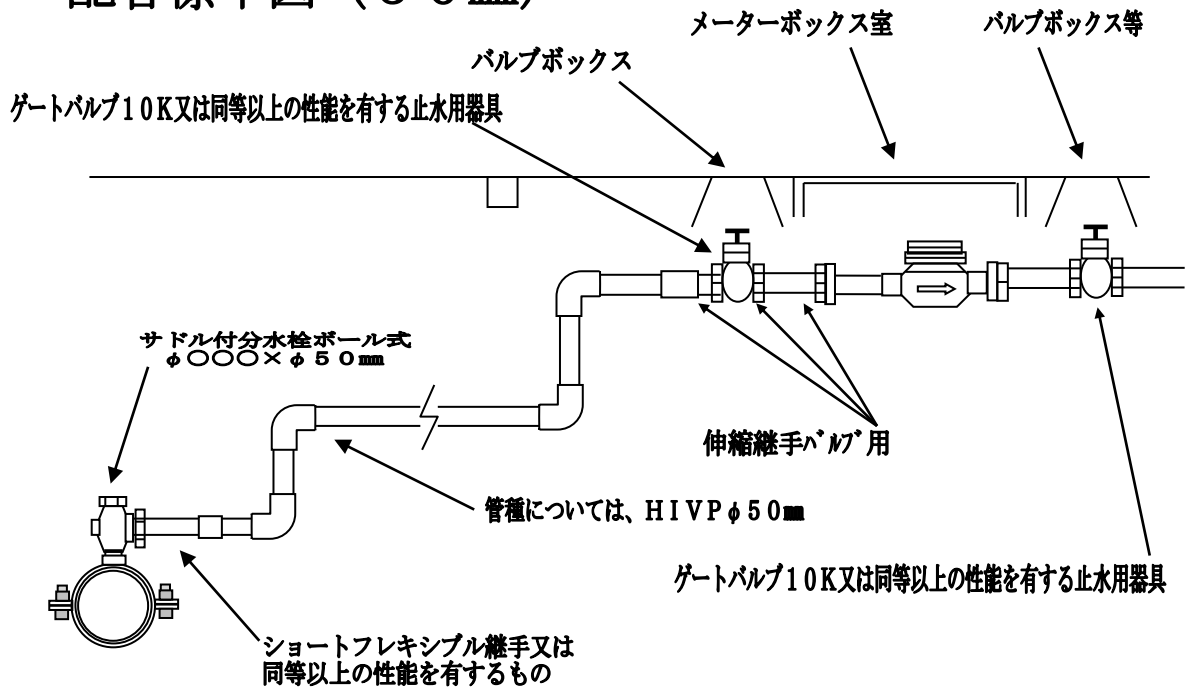 配管標準図（５０㎜）
メーターボックス室
バルブボックス等
バルブボックス
ゲートバルブ１０K又は同等以上の性能を有する止水用器具
サドル付分水栓ボール式
φ〇〇〇×φ５０㎜
伸縮継手ﾊﾞﾙﾌﾞ用
管種については、ＨＩＶＰφ５０㎜
ゲートバルブ１０K又は同等以上の性能を有する止水用器具
ショートフレキシブル継手又は
同等以上の性能を有するもの